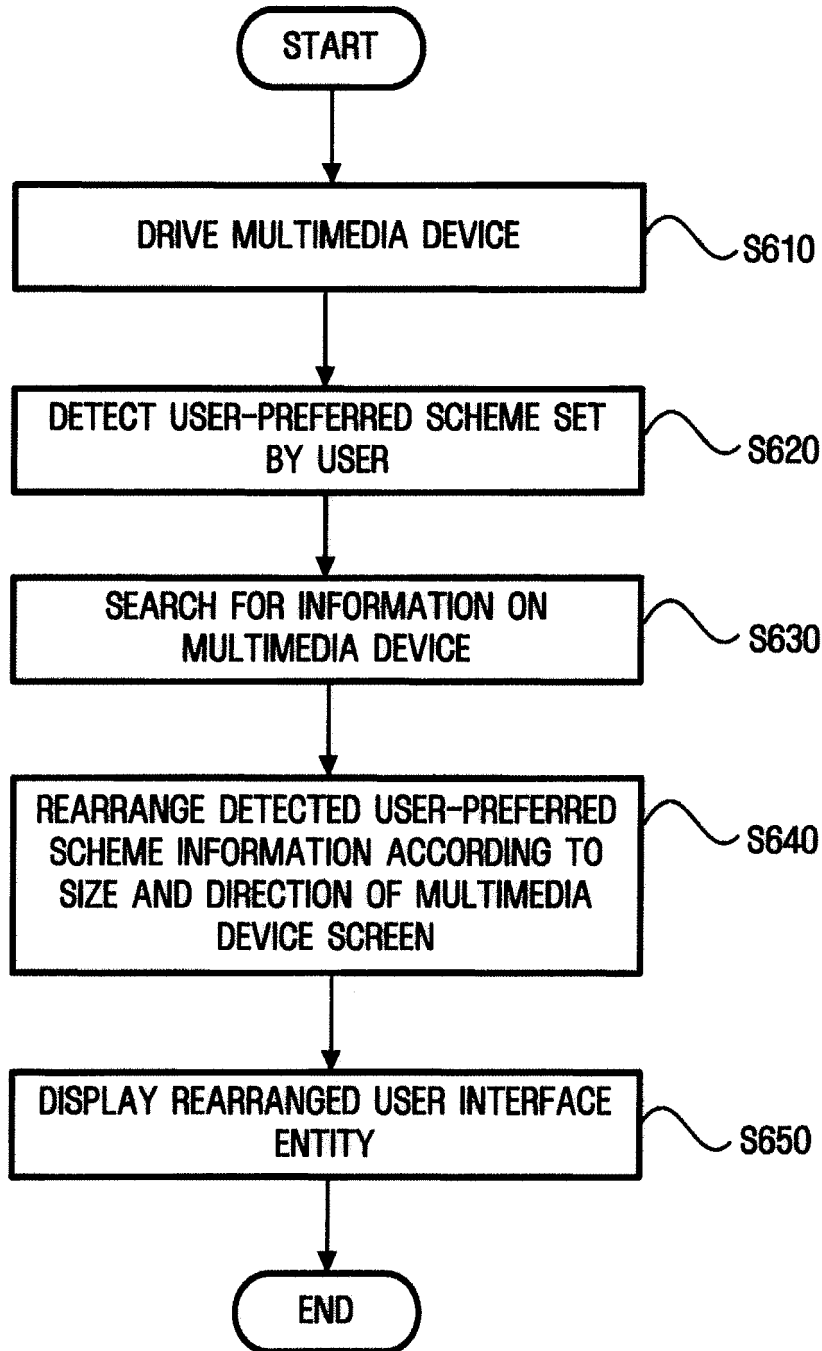 START
DRIVE MULTIMEDIA DEVICE
S610
DETECT USER-PREFERRED SCHEME SET
BY USER
S620
SEARCH FOR INFORMATION ON
MULTIMEDIA DEVICE
S630
REARRANGE DETECTED USER-PREFERRED
SCHEME INFORMATION ACCORDING TO
SIZE AND DIRECTION OF MULTIMEDIA
DEVICE SCREEN
S640
DISPLAY REARRANGED USER INTERFACE
ENTITY
S650
END